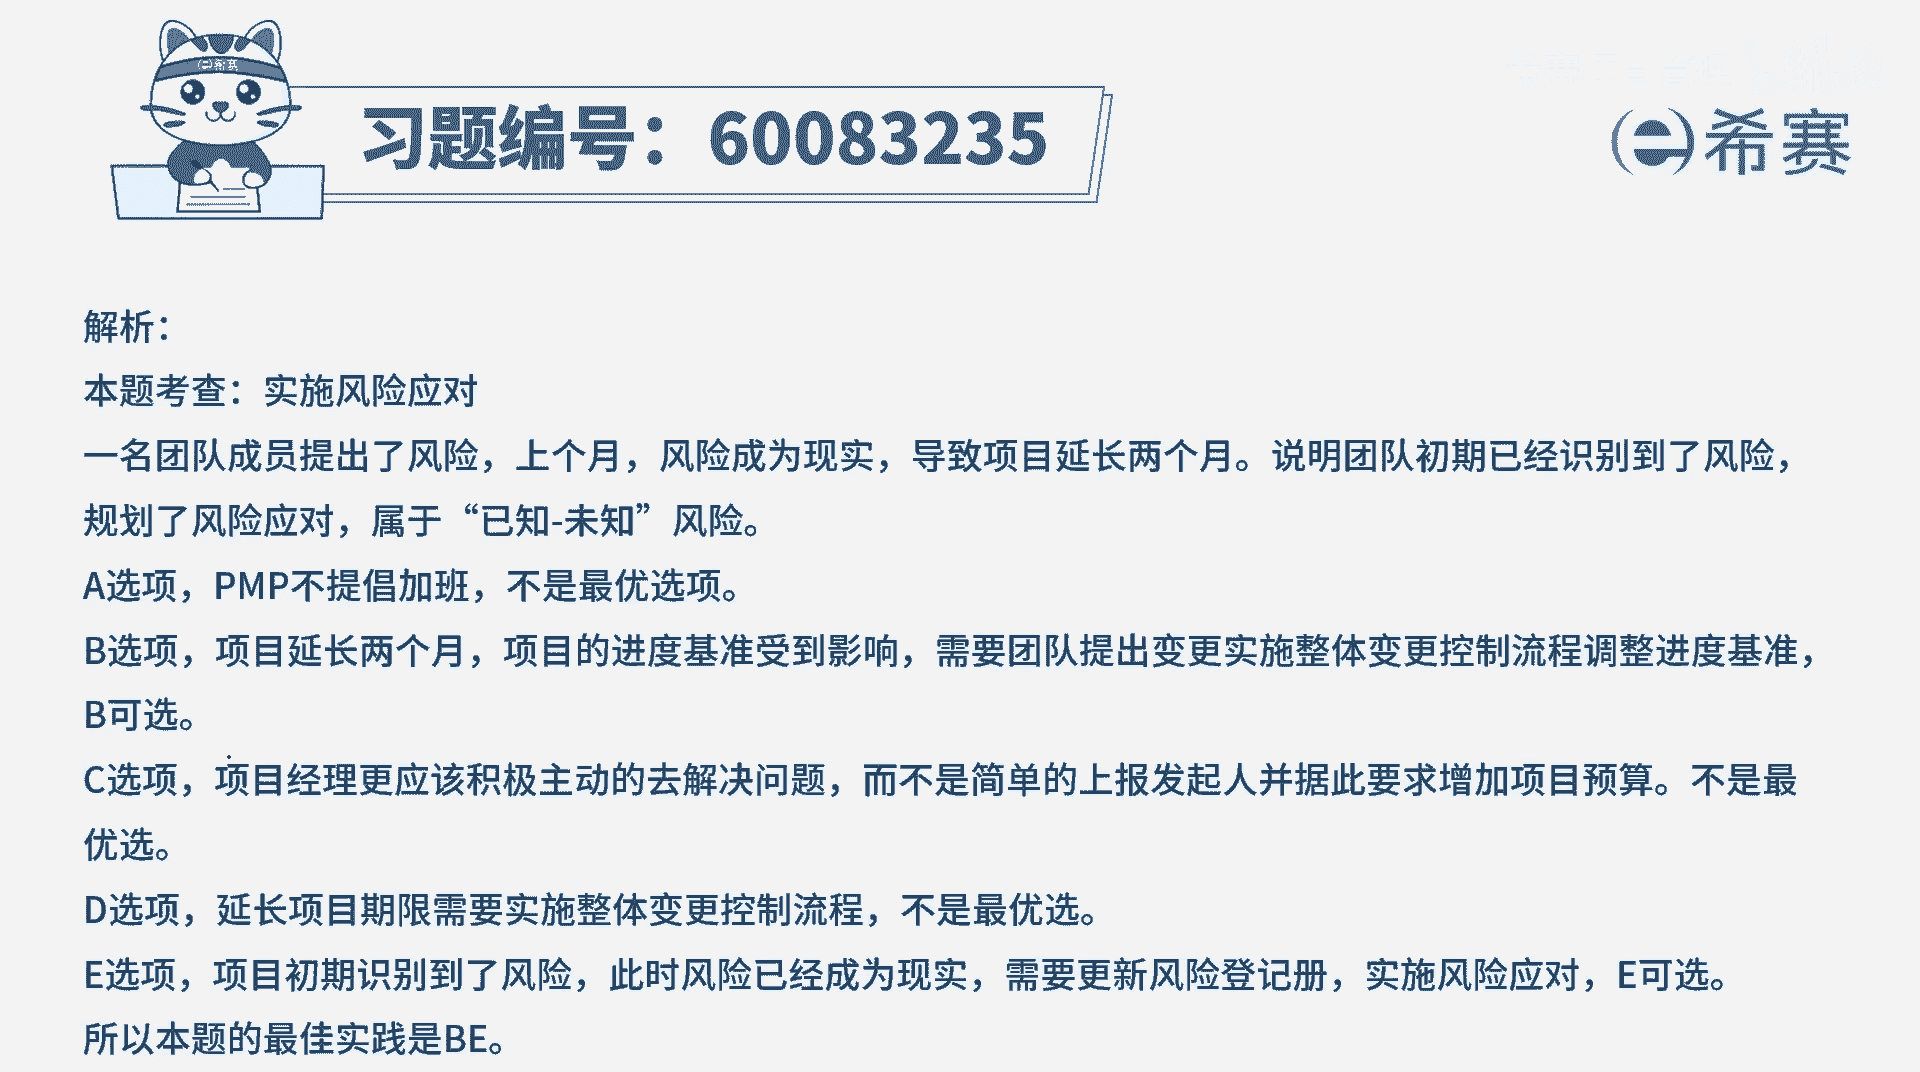 希赛
习题编号：60083235
希赛
解析：
本题考查：实施风险应对
一名团队成员提出了风险，上个月，风险成为现实，导致项目延长两个月。说明团队初期已经识别到了风险，
规划了风险应对，属于“已知-未知”风险。
A选项，PMP不提倡加班，不是最优选项。
B选项，项目延长两个月，项目的进度基准受到影响，需要团队提出变更实施整体变更控制流程调整进度基准，
B可选。
C选项，项目经理更应该积极主动的去解决问题，而不是简单的上报发起人并据此要求增加项目预算。不是最
优选。
D选项，延长项目期限需要实施整体变更控制流程，不是最优选。
E选项，项目初期识别到了风险，此时风险已经成为现实，需要更新风险登记册，实施风险应对，E可选。
所以本题的最佳实践是BE。